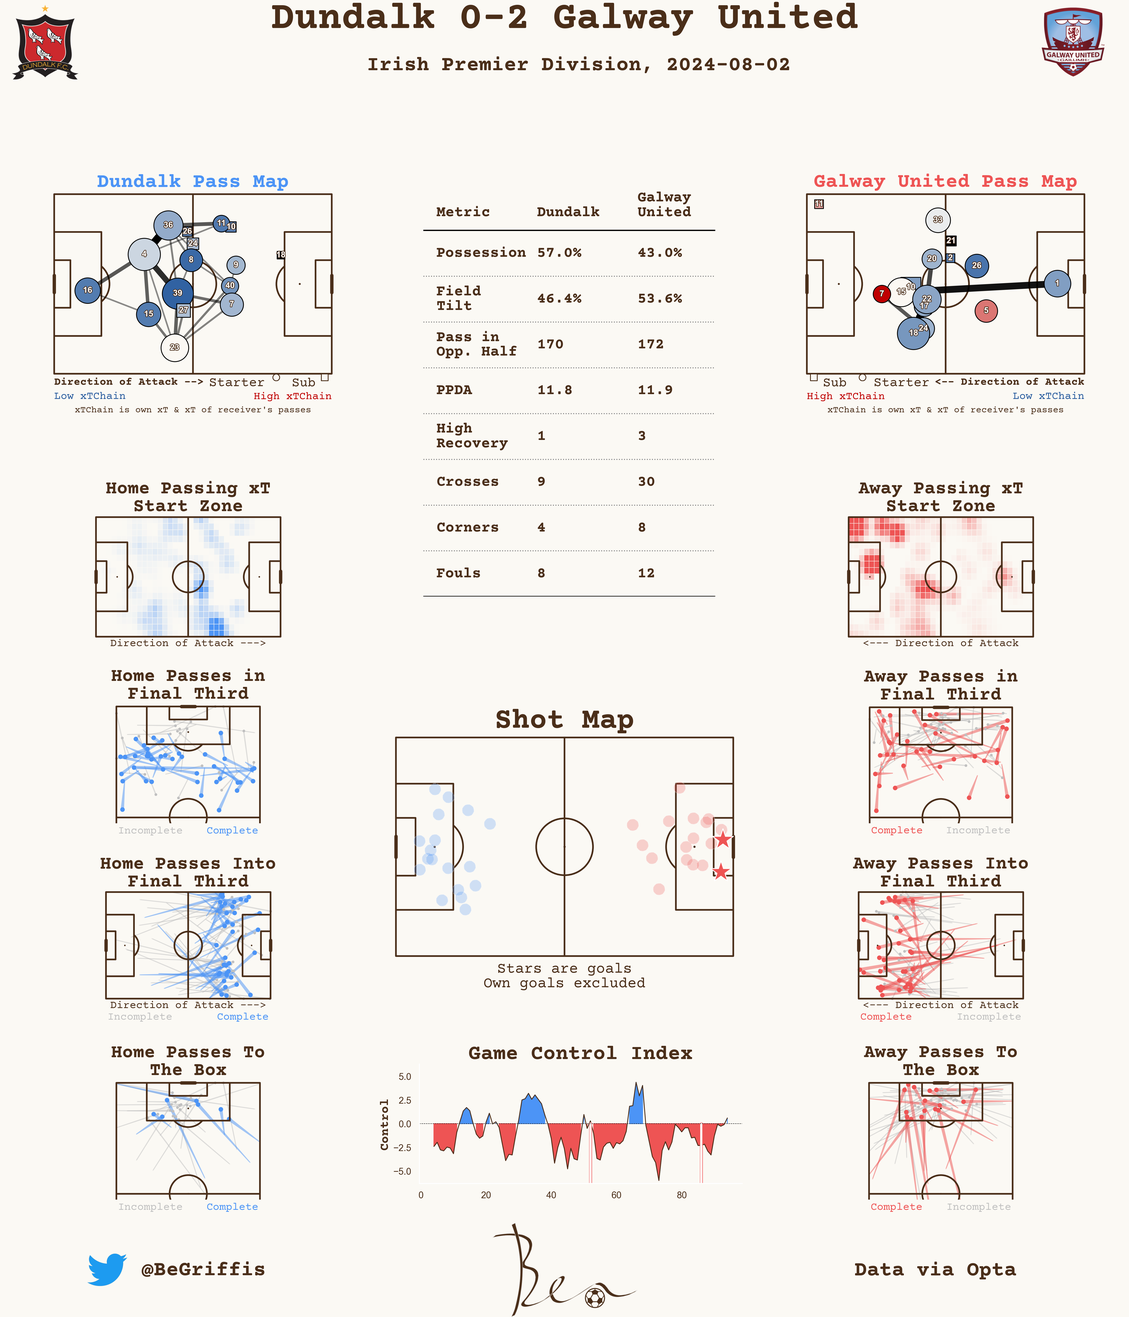 Dundalk 0-2 Galway United
Irish Premier Division, 2024-08-02
DUNDALK F.C.
GALWAY UNITED
Dundalk Pass Map
36
11
10
26
24
4
8
9
18
16
39
40
7
15
27
23
Direction of Attack --> Starter Sub
Low xTChain High xTChain
xTChain is own xT & xT of receiver's passes
Metric Dundalk Galway United
Possession 57.0% 43.0%
Field Tilt 46.4% 53.6%
Pass in Opp. Half 170 172
PPDA 11.8 11.9
High Recovery 1 3
Crosses 9 30
Corners 4 8
Fouls 8 12
Galway United Pass Map
11
33
21
20
2
26
7
15
10
22
17
1
5
18
24
Sub Starter <-- Direction of Attack
High xTChain Low xTChain
xTChain is own xT & xT of receiver's passes
Home Passing xT
Start Zone
Direction of Attack --->
Away Passing xT
Start Zone
<--- Direction of Attack
Home Passes in
Final Third
Incomplete Complete
Away Passes in
Final Third
Complete Incomplete
Shot Map
Stars are goals
Own goals excluded
Home Passes Into
Final Third
Direction of Attack --->
Incomplete Complete
Away Passes Into
Final Third
<--- Direction of Attack
Complete Incomplete
Home Passes To
The Box
Incomplete Complete
Game Control Index
Control
5.0
2.5
0.0
−2.5
−5.0
0 20 40 60 80
Away Passes To
The Box
Complete Incomplete
@BeGriffis
Ben
Data via Opta